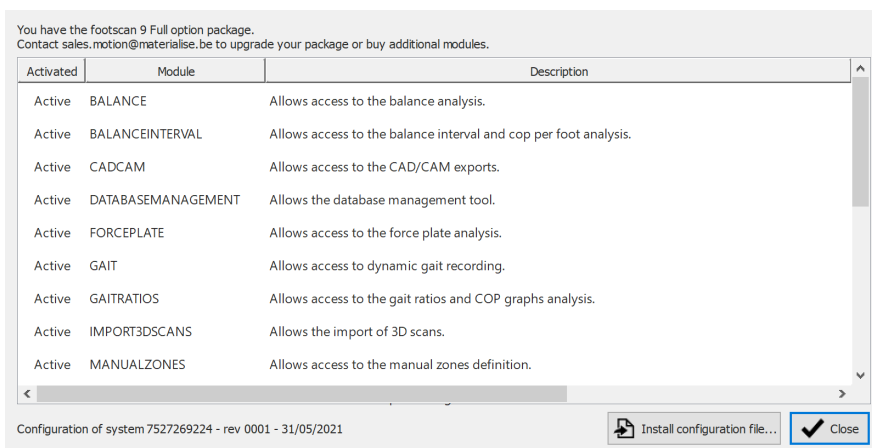 You have the footscan 9 Full option package.
Contact sales.motion@materialise.be to upgrade your package or buy additional modules.
Activated Module Description
Active BALANCE Allows access to the balance analysis.
Active BALANCEINTERVAL Allows access to the balance interval and cop per foot analysis.
Active CADCAM Allows access to the CAD/CAM exports.
Active DATABASEMANAGEMENT Allows the database management tool.
Active FORCEPLATE Allows access to the force plate analysis.
Active GAIT Allows access to dynamic gait recording.
Active GAITRATIOS Allows access to the gait ratios and COP graphs analysis.
Active IMPORT3DSCANS Allows the import of 3D scans.
Active MANUALZONES Allows access to the manual zones definition.
Configuration of system 7527269224 - rev 0001 - 31/05/2021 Install configuration file... Close